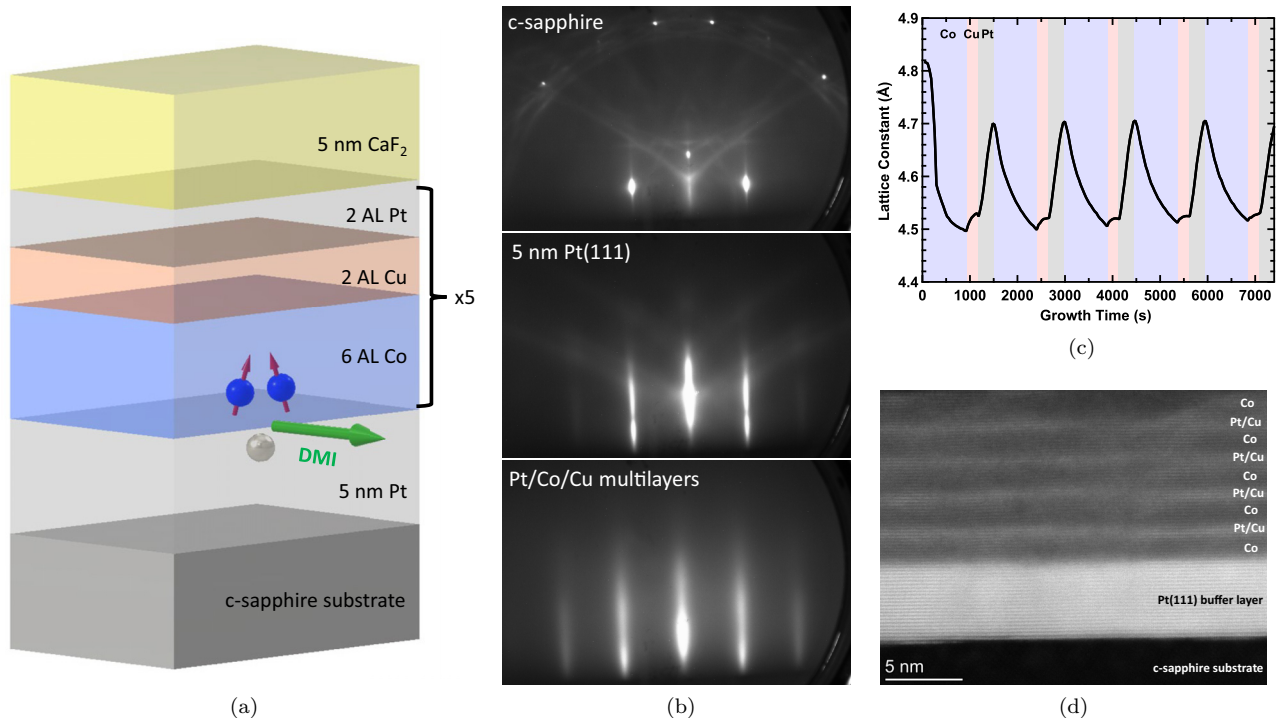 5 nm CaF2
2 AL Pt
2 AL Cu
x5
6 AL Co
DMI
5 nm Pt
c-sapphire substrate
(a)
c-sapphire
5 nm Pt(111)
Pt/Co/Cu multilayers
(b)
4.9
4.8
4.7
4.6
4.5
4.4
Lattice Constant (Å)
Co Cu Pt
0 1000 2000 3000 4000 5000 6000 7000
Growth Time (s)
(c)
Co
Pt/Cu
Co
Pt/Cu
Co
Pt/Cu
Co
Pt/Cu
Co
Pt(111) buffer layer
5 nm
c-sapphire substrate
(d)